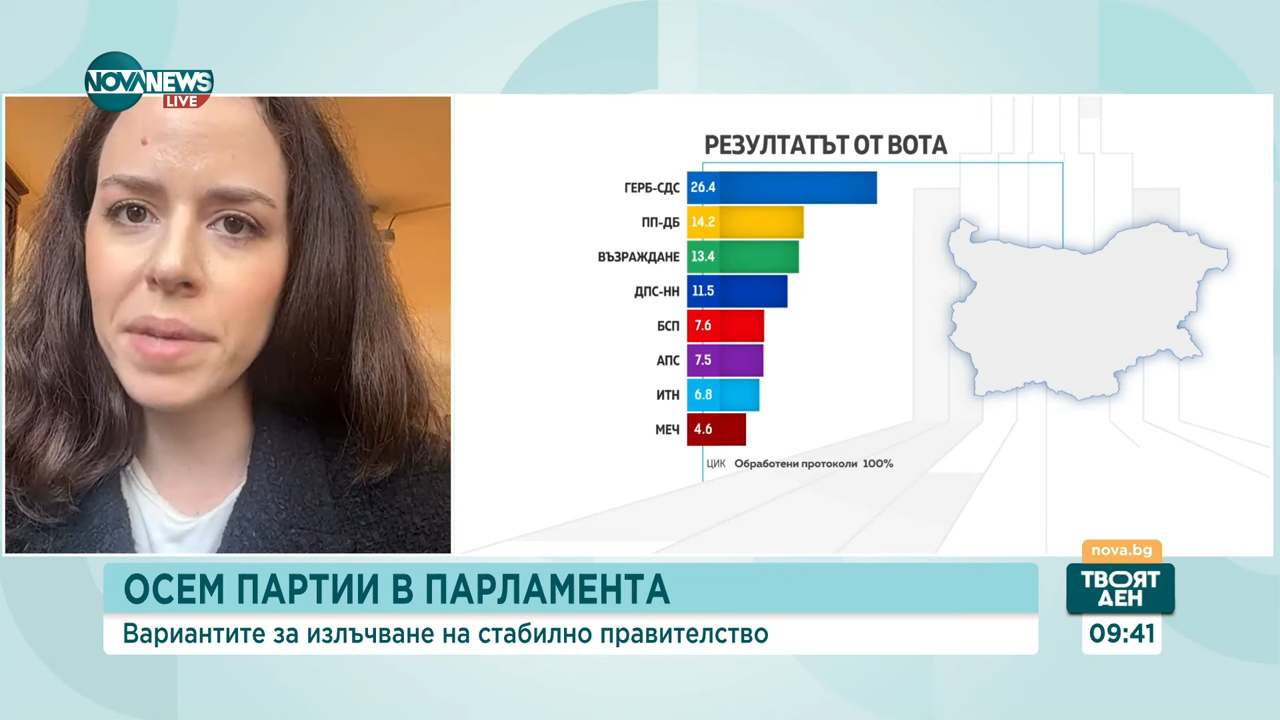 NOVANEWS
LIVE
РЕЗУЛТАТЪТ ОТ ВОТА
ГЕРБ-СДС 26.4
ПП-ДБ 14.2
ВЪЗРАЖДАНЕ 13.4
ДПС-НН 11.5
БСП 7.6
АПС 7.5
ИТН 6.8
МЕЧ 4.6
ЦИК Обработени протоколи 100%
ОСЕМ ПАРТИИ В ПАРЛАМЕНТА
Вариантите за излъчване на стабилно правителство
nova.bg
ТВОЯТ
ДЕН
09:41